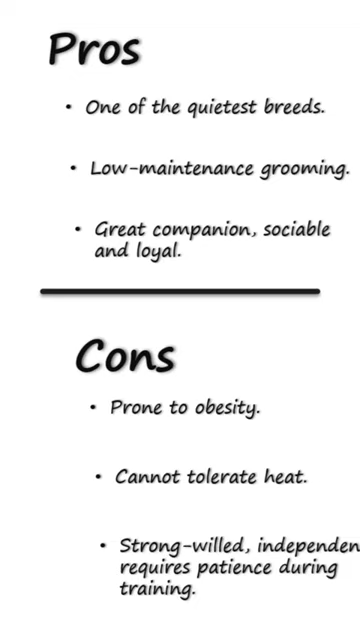 Pros
• One of the quietest breeds.
• Low-maintenance grooming.
• Great companion, sociable
and loyal.
Cons
• Prone to obesity.
• Cannot tolerate heat.
• Strong-willed, independen
requires patience during
training.